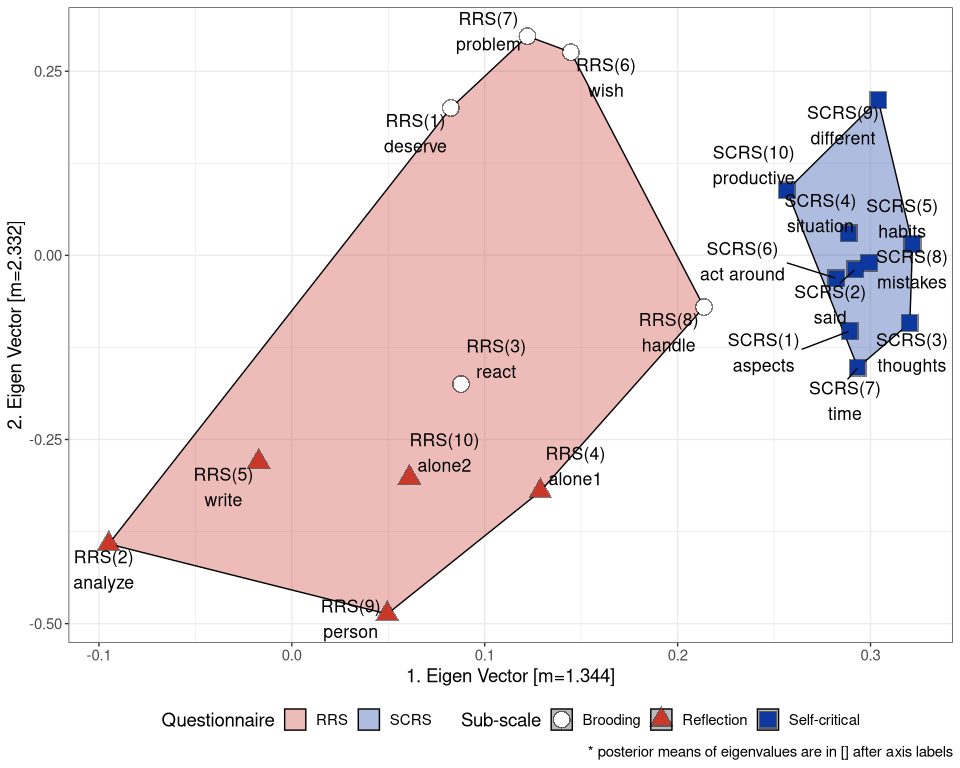 RRS(7)
problem
RRS(6)
wish
0.25
SCRS(9)
different
RRS(1)
deserve
SCRS(10)
productive
SCRS(4)
situation
SCRS(5)
habits
0.00
SCRS(6)
act around
SCRS(8)
mistakes
SCRS(2)
said
RRS(8)
handle
SCRS(1)
aspects
SCRS(3)
thoughts
RRS(3)
react
SCRS(7)
time
-0.25
RRS(10)
alone2
RRS(4)
alone1
RRS(5)
write
RRS(2)
analyze
RRS(9)
person
-0.50
2. Eigen Vector [m=2.332]
-0.1 0.0 0.1 0.2 0.3
1. Eigen Vector [m=1.344]
Questionnaire RRS SCRS Sub-scale Brooding Reflection Self-critical
* posterior means of eigenvalues are in [] after axis labels